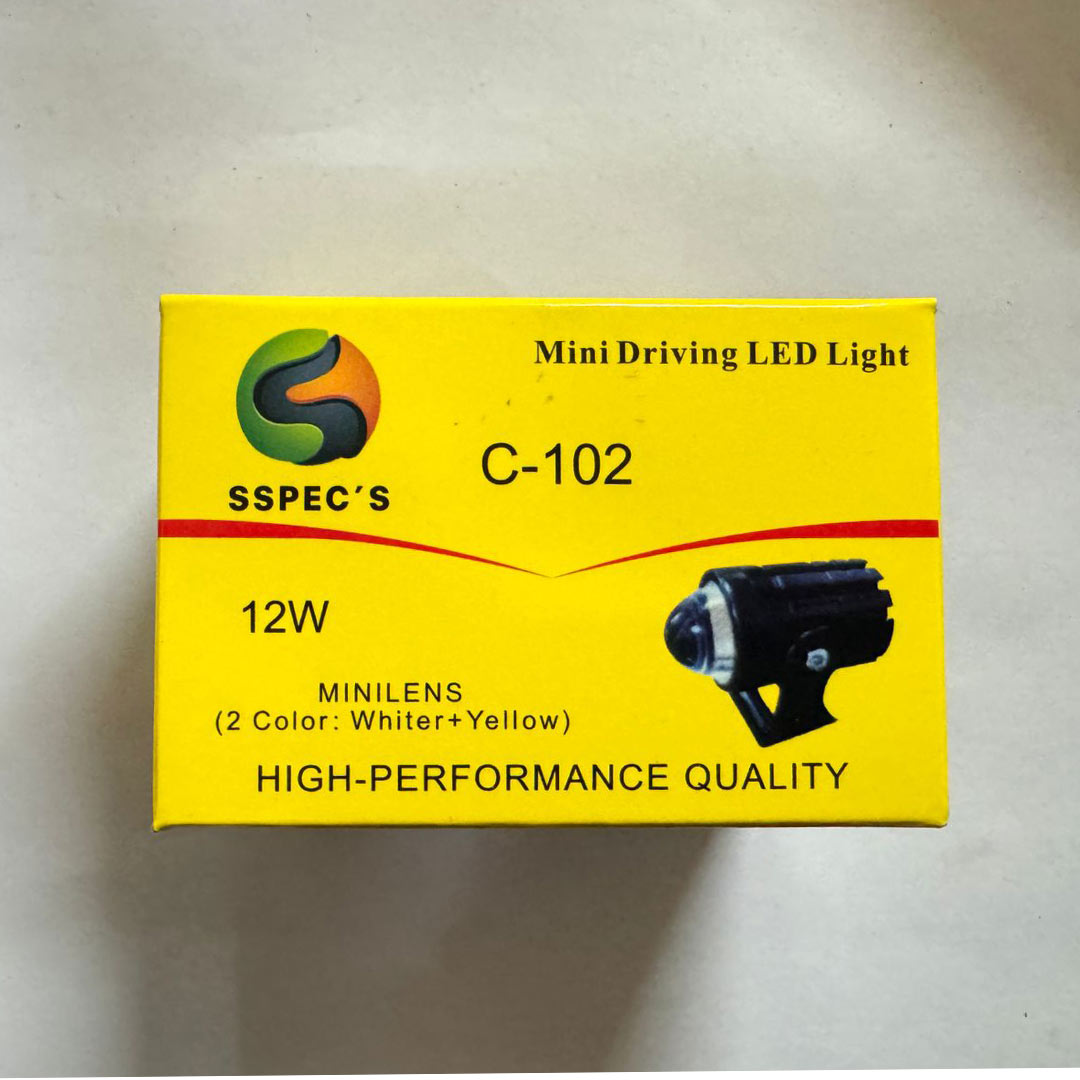 Mini Driving LED Light
SSPEC'S
C-102
12W
MINILENS
(2 Color: Whiter+Yellow)
HIGH-PERFORMANCE QUALITY